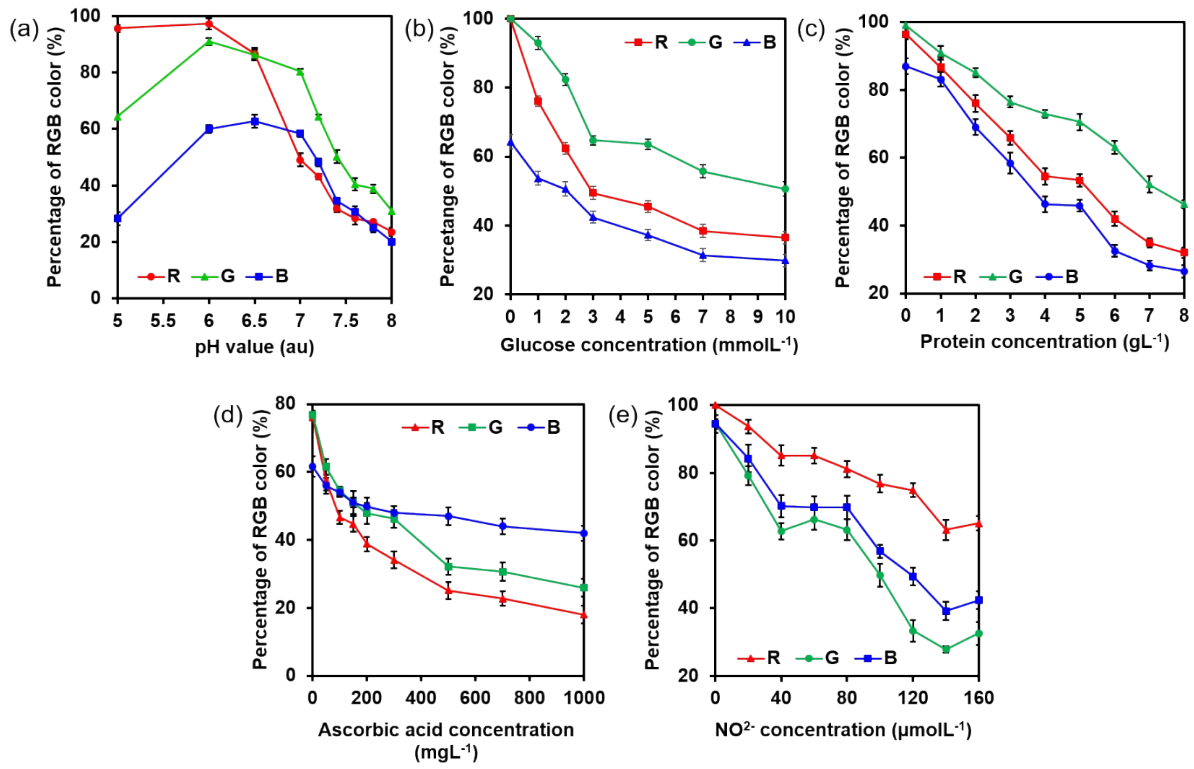 (a)
Percentage of RGB color (%)
100
80
60
40
20
0
R G B
5 5.5 6 6.5 7 7.5 8
pH value (au)
(b)
Percetange of RGB color (%)
100
80
60
40
20
R G B
0 1 2 3 4 5 6 7 8 9 10
Glucose concentration (mmolL⁻¹)
(c)
Percentage of RGB color (%)
100
80
60
40
20
R G B
0 1 2 3 4 5 6 7 8
Protein concentration (gL⁻¹)
(d)
Percentage of RGB color (%)
80
60
40
20
0
R G B
0 200 400 600 800 1000
Ascorbic acid concentration
(mgL⁻¹)
(e)
Percentage of RGB color (%)
100
80
60
40
20
R G B
0 40 80 120 160
NO²⁻ concentration (µmolL⁻¹)